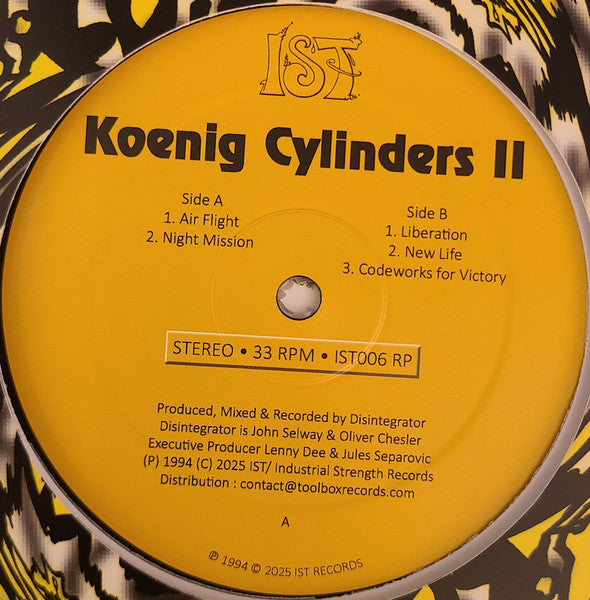 IST
Koenig Cylinders II
Side A
1. Air Flight
2. Night Mission
Side B
1. Liberation
2. New Life
3. Codeworks for Victory
STEREO • 33 RPM • IST006 RP
Produced, Mixed & Recorded by Disintegrator
Disintegrator is John Selway & Oliver Chesler
Executive Producer Lenny Dee & Jules Separovic
(P) 1994 (C) 2025 IST/ Industrial Strength Records
Distribution : contact@toolboxrecords.com
A
℗ 1994 © 2025 IST RECORDS